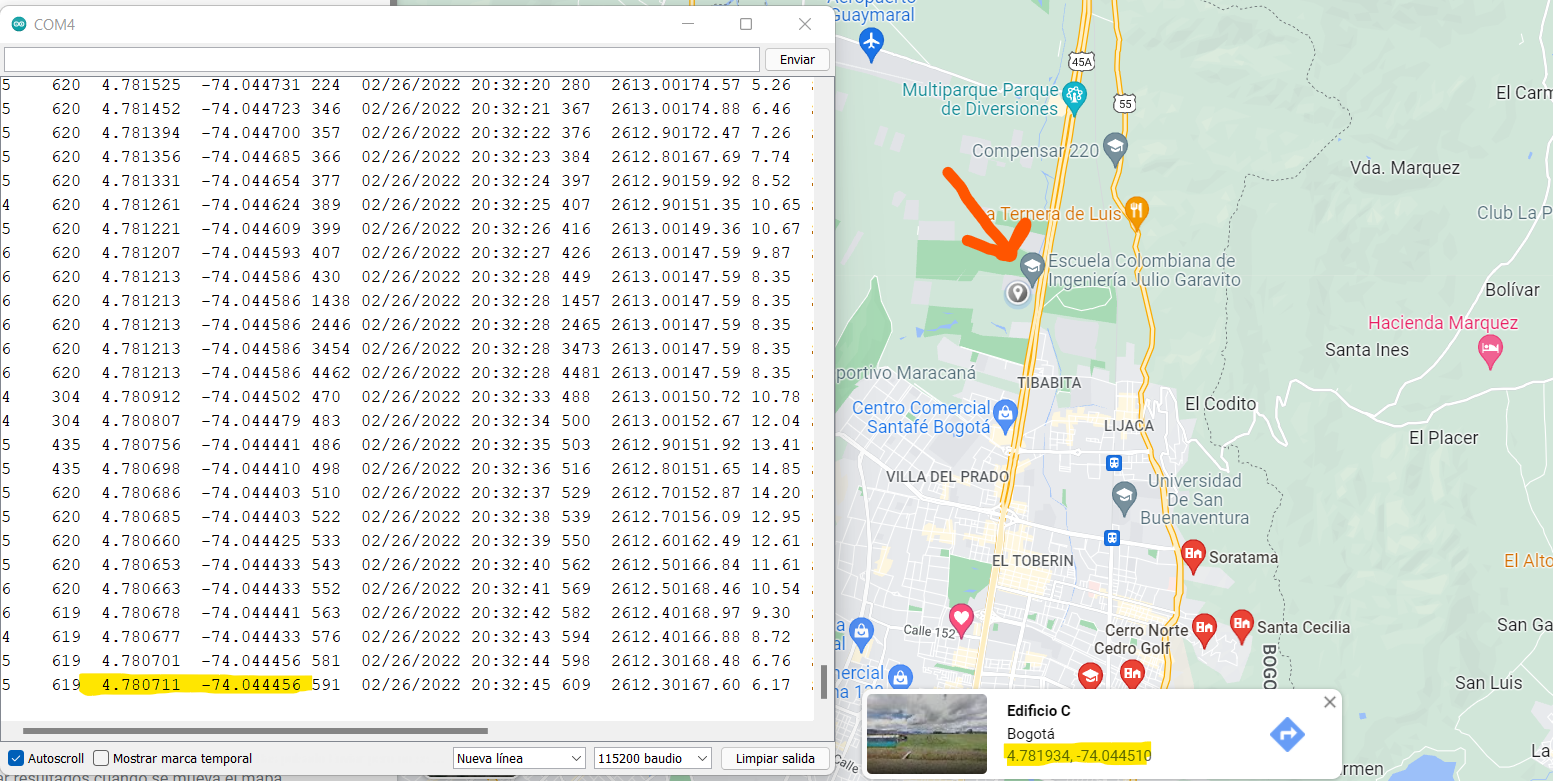 COM4
Enviar
5 620 4.781525 -74.044731 224 02/26/2022 20:32:20 280 2613.00174.57 5.26
5 620 4.781452 -74.044723 346 02/26/2022 20:32:21 367 2613.00174.88 6.46
5 620 4.781394 -74.044700 357 02/26/2022 20:32:22 376 2612.90172.47 7.26
5 620 4.781356 -74.044685 366 02/26/2022 20:32:23 384 2612.80167.69 7.74
5 620 4.781331 -74.044654 377 02/26/2022 20:32:24 397 2612.90159.92 8.52
4 620 4.781261 -74.044624 389 02/26/2022 20:32:25 407 2612.90151.35 10.65
5 620 4.781221 -74.044609 399 02/26/2022 20:32:26 416 2613.00149.36 10.67
6 620 4.781207 -74.044593 407 02/26/2022 20:32:27 426 2613.00147.59 9.87
6 620 4.781213 -74.044586 430 02/26/2022 20:32:28 449 2613.00147.59 8.35
6 620 4.781213 -74.044586 1438 02/26/2022 20:32:28 1457 2613.00147.59 8.35
6 620 4.781213 -74.044586 2446 02/26/2022 20:32:28 2465 2613.00147.59 8.35
6 620 4.781213 -74.044586 3454 02/26/2022 20:32:28 3473 2613.00147.59 8.35
6 620 4.781213 -74.044586 4462 02/26/2022 20:32:28 4481 2613.00147.59 8.35
4 304 4.780912 -74.044502 470 02/26/2022 20:32:33 488 2613.00150.72 10.78
4 304 4.780807 -74.044479 483 02/26/2022 20:32:34 500 2613.00152.67 12.04
5 435 4.780756 -74.044441 486 02/26/2022 20:32:35 503 2612.90151.92 13.41
5 435 4.780698 -74.044410 498 02/26/2022 20:32:36 516 2612.80151.65 14.85
5 620 4.780686 -74.044403 510 02/26/2022 20:32:37 529 2612.70152.87 14.20
5 620 4.780685 -74.044403 522 02/26/2022 20:32:38 539 2612.70156.09 12.95
5 620 4.780660 -74.044425 533 02/26/2022 20:32:39 550 2612.60162.49 12.61
5 620 4.780653 -74.044433 543 02/26/2022 20:32:40 562 2612.50166.84 11.61
6 620 4.780663 -74.044433 552 02/26/2022 20:32:41 569 2612.50168.46 10.54
6 619 4.780678 -74.044441 563 02/26/2022 20:32:42 582 2612.40168.97 9.30
4 619 4.780677 -74.044433 576 02/26/2022 20:32:43 594 2612.40166.88 8.72
5 619 4.780701 -74.044456 581 02/26/2022 20:32:44 598 2612.30168.48 6.76
5 619 4.780711 -74.044456 591 02/26/2022 20:32:45 609 2612.30167.60 6.17
Autoscroll
Mostrar marca temporal
Nueva línea
115200 baudio
Limpiar salida
Guaymaral
45A
Multiparque Parque
de Diversiones
55
El Carm
Compensar 220
Vda. Marquez
a Ternera de Luis
Club La P
Escuela Colombiana de
Ingeniería Julio Garavito
Bolívar
Hacienda Marquez
Santa Ines
portivo Maracaná
TIBABITA
Centro Comercial
Santafé Bogotá
El Codito
LIJACA
El Placer
VILLA DEL PRADO
Universidad
De San
Buenaventura
EL TOBERIN
Soratama
El Alto
Calle 152
Cerro Norte
Santa Cecilia
San Ga
Cedro Golf
BOGO
San Luis
Edificio C
Bogotá
4.781934, -74.044510
armen